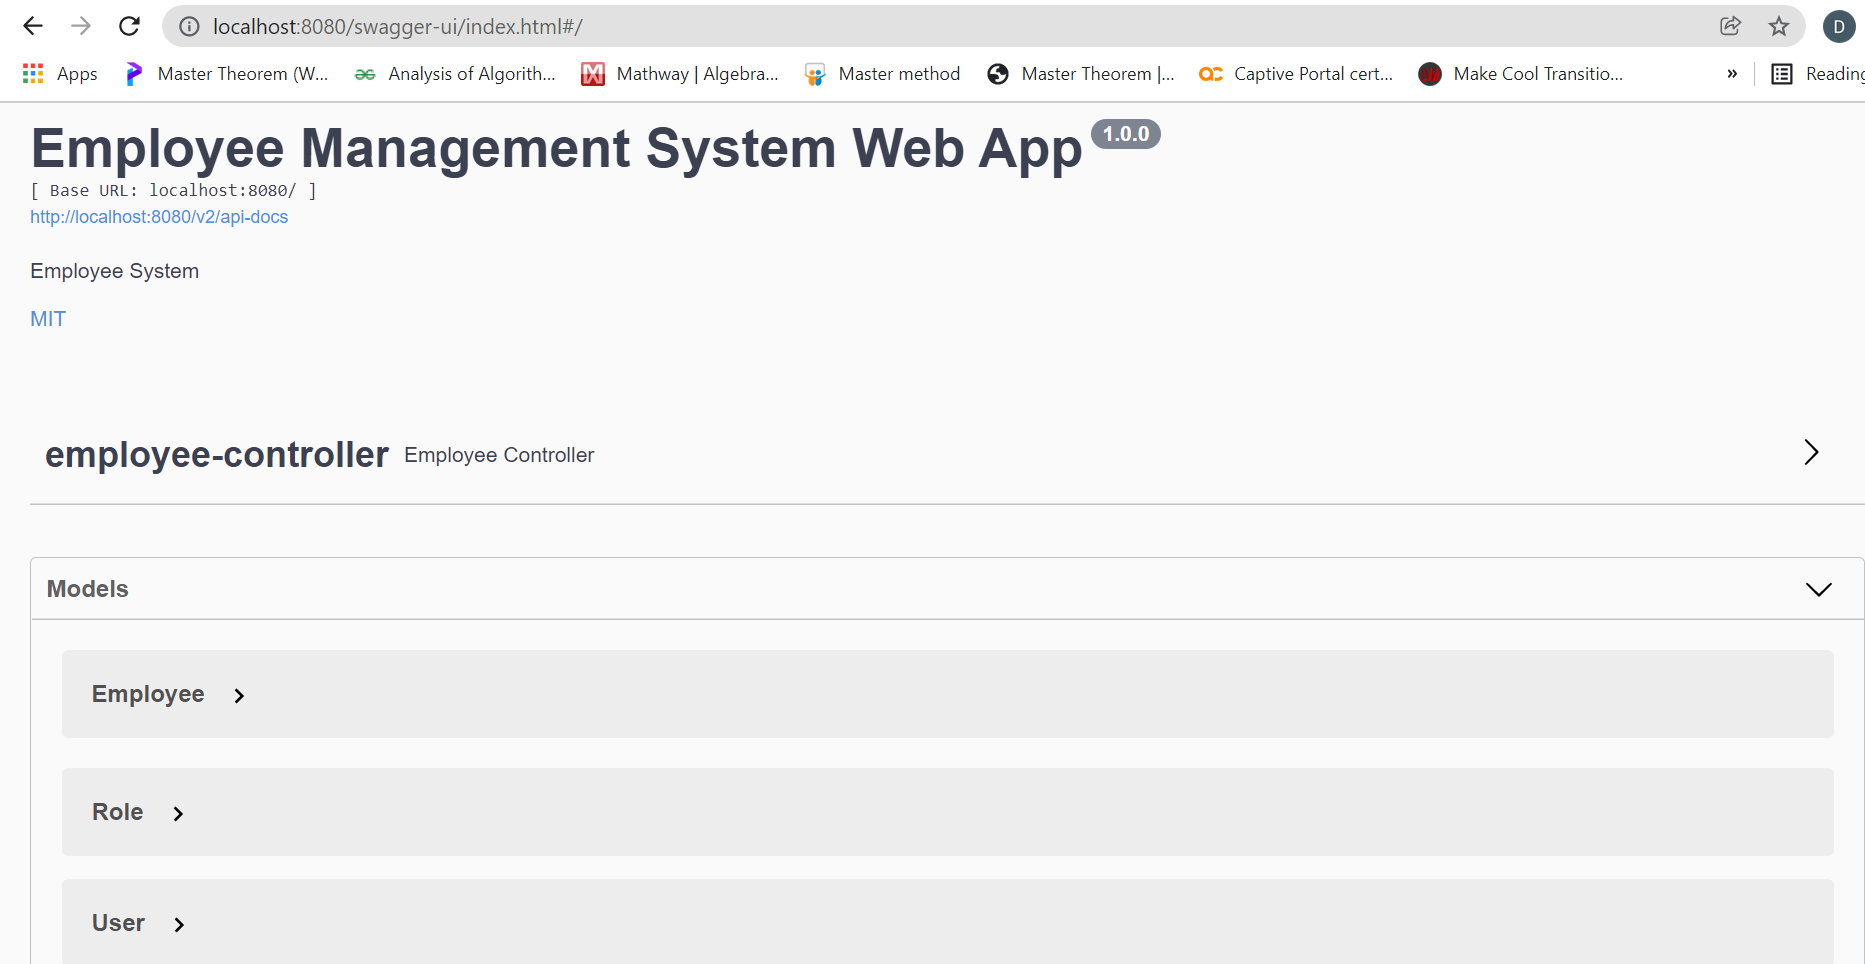 localhost:8080/swagger-ui/index.html#/
D
Apps Master Theorem (W... Analysis of Algorith... Mathway | Algebra... Master method Master Theorem |... Captive Portal cert... Make Cool Transitio... » Reading
Employee Management System Web App 1.0.0
[ Base URL: localhost:8080/ ]
http://localhost:8080/v2/api-docs
Employee System
MIT
employee-controller Employee Controller
Models
Employee
Role
User